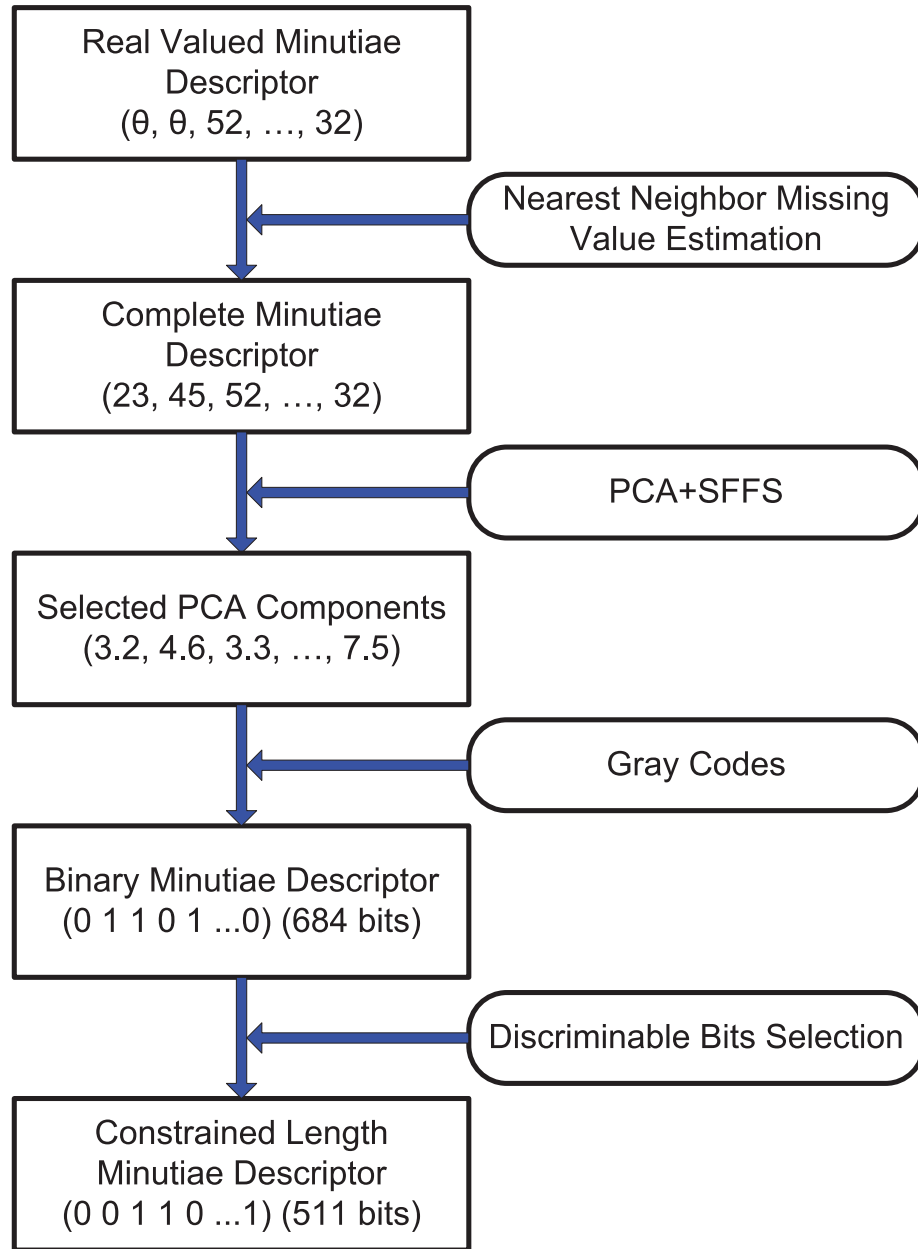 Real Valued Minutiae
Descriptor
(θ, θ, 52, …, 32)
Nearest Neighbor Missing
Value Estimation
Complete Minutiae
Descriptor
(23, 45, 52, …, 32)
PCA+SFFS
Selected PCA Components
(3.2, 4.6, 3.3, …, 7.5)
Gray Codes
Binary Minutiae Descriptor
(0 1 1 0 1 ...0) (684 bits)
Discriminable Bits Selection
Constrained Length
Minutiae Descriptor
(0 0 1 1 0 ...1) (511 bits)